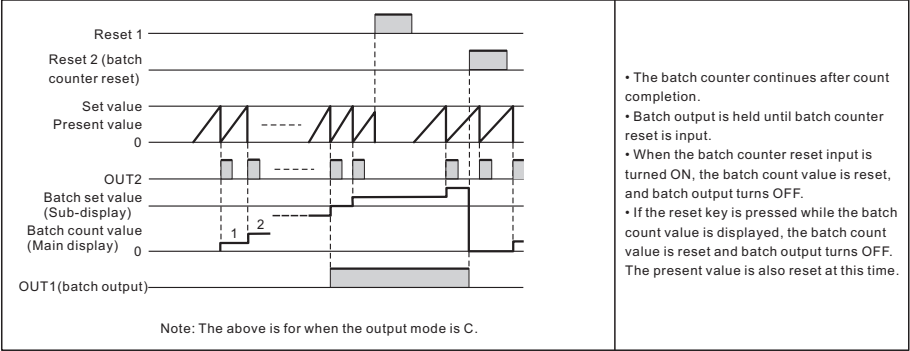 Reset 1
Reset 2 (batch
counter reset)
Set value
Present value
0
OUT2
Batch set value
(Sub-display)
Batch count value
(Main display)
0
1
2
OUT1(batch output)
Note: The above is for when the output mode is C.
• The batch counter continues after count
completion.
• Batch output is held until batch counter
reset is input.
• When the batch counter reset input is
turned ON, the batch count value is reset,
and batch output turns OFF.
• If the reset key is pressed while the batch
count value is displayed, the batch count
value is reset and batch output turns OFF.
The present value is also reset at this time.